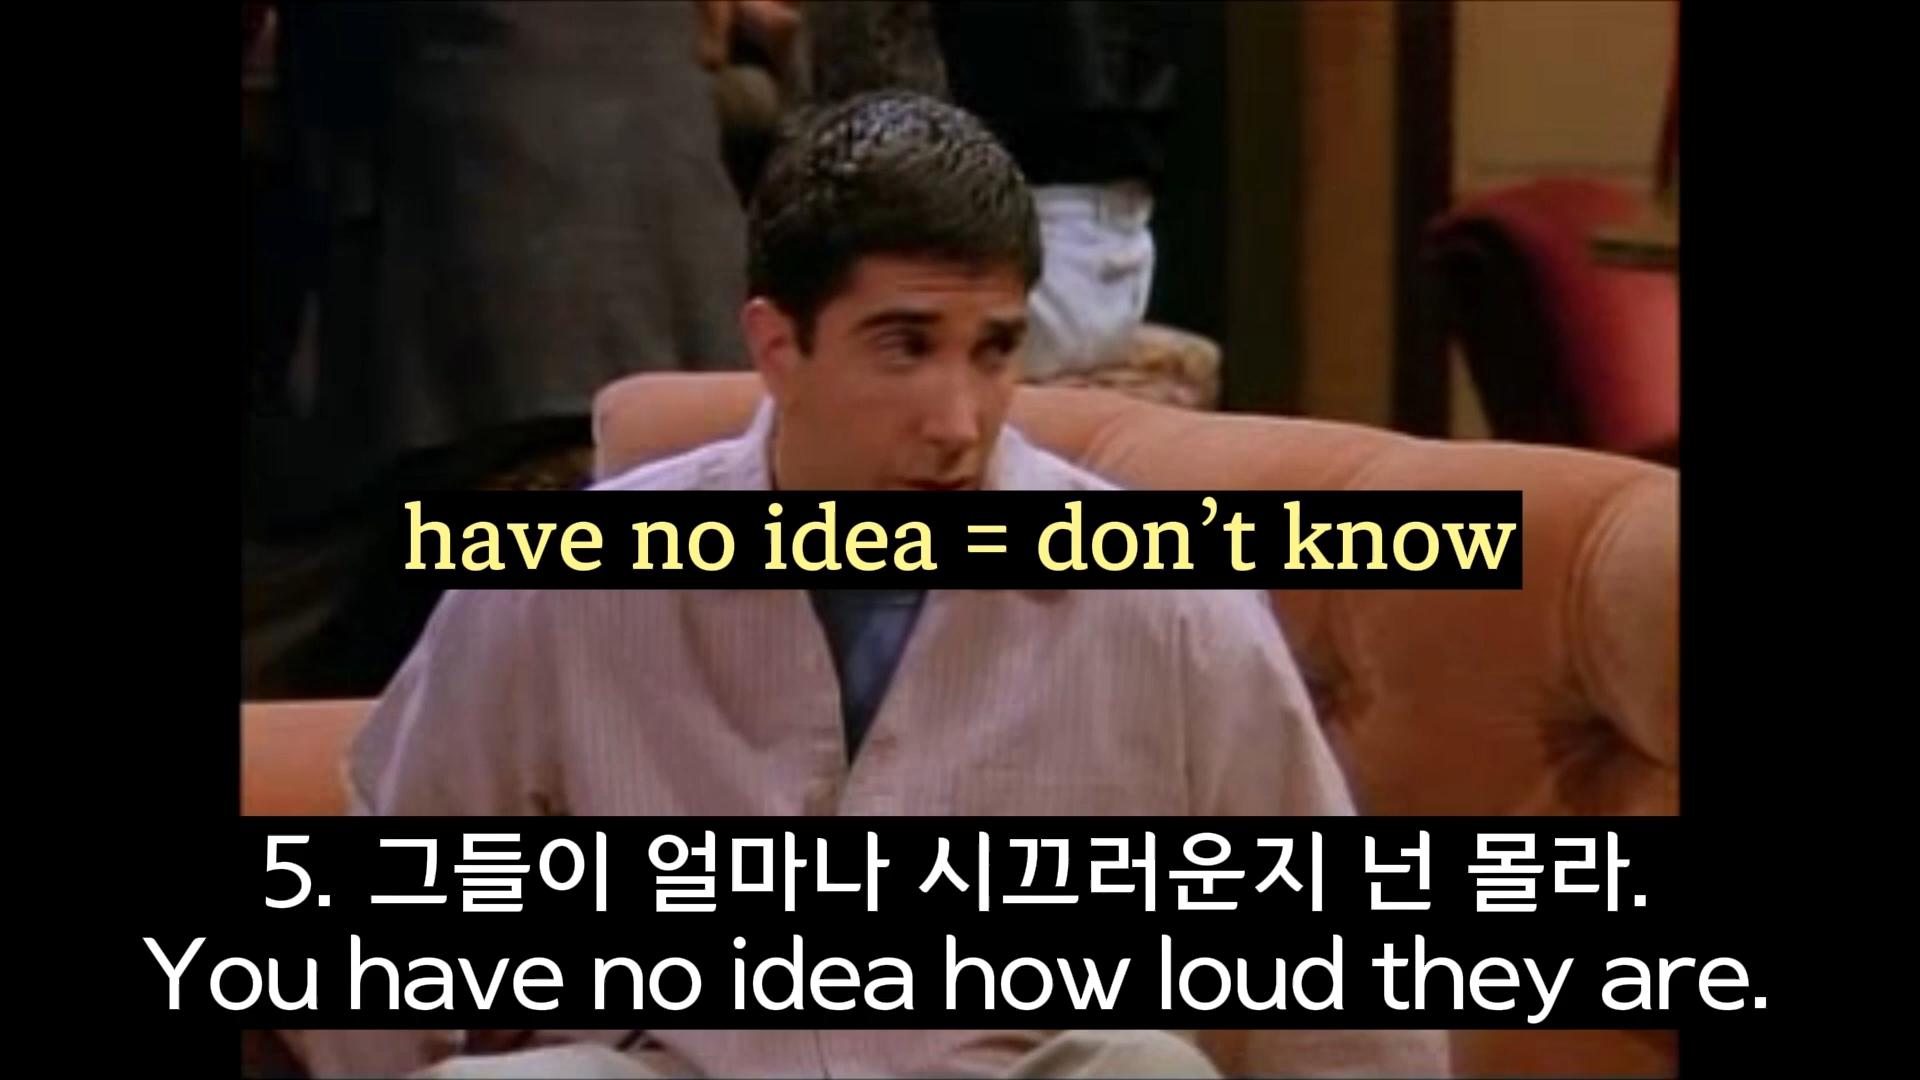 have no idea = don’t know
5. 그들이 얼마나 시끄러운지 넌 몰라.
You have no idea how loud they are.